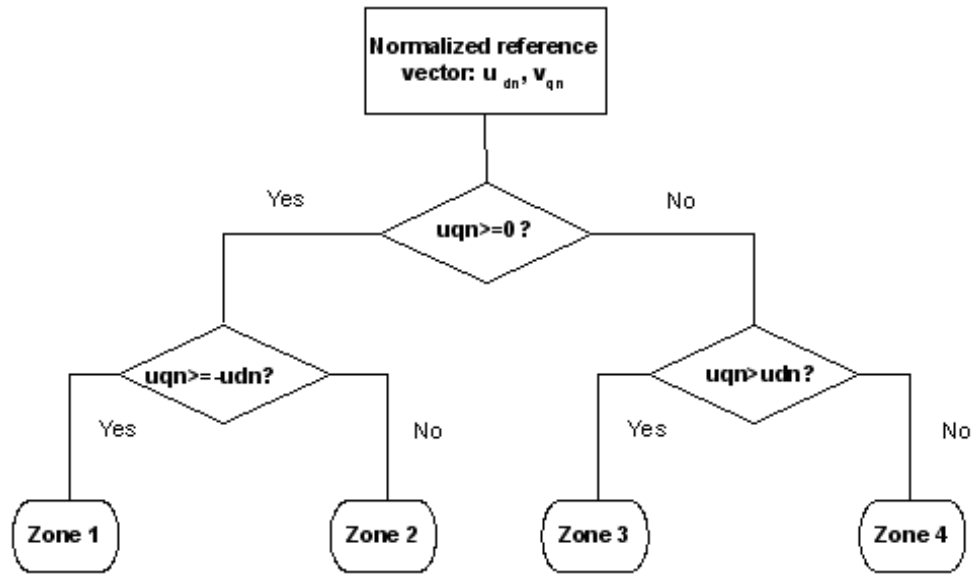 Normalized reference
vector: u dn, v qn
Yes
No
uqn>=0 ?
uqn>=-udn?
uqn>udn?
Yes
No
Yes
No
Zone 1
Zone 2
Zone 3
Zone 4